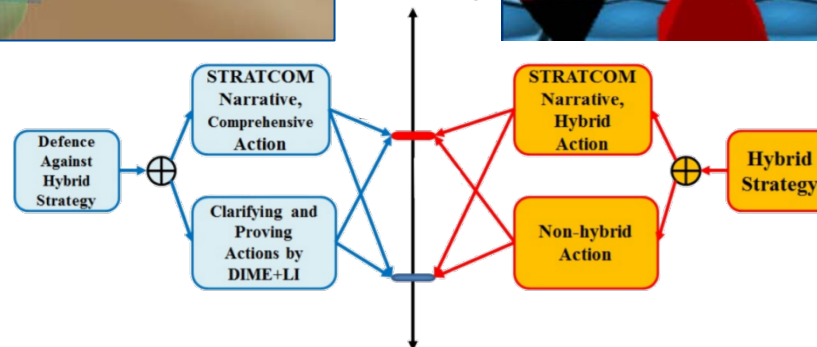 Defence
Against
Hybrid
Strategy
STRATCOM
Narrative,
Comprehensive
Action
Clarifying and
Proving
Actions by
DIME+LI
STRATCOM
Narrative,
Hybrid
Action
Non-hybrid
Action
Hybrid
Strategy